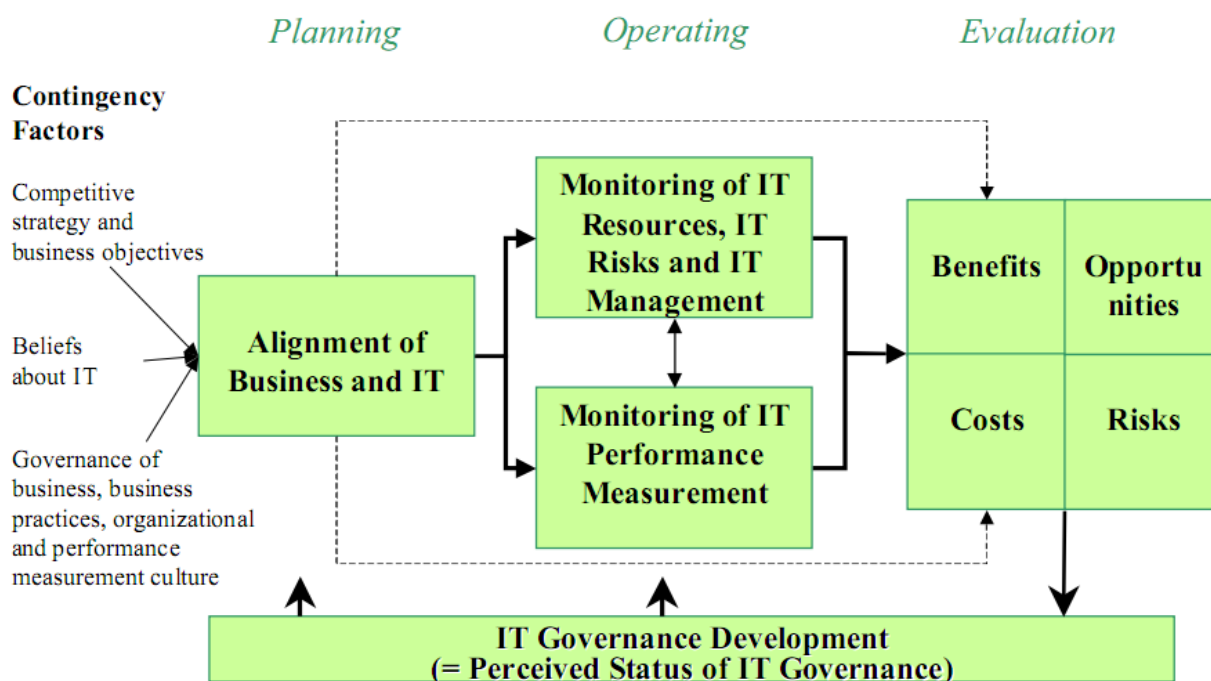 Planning
Operating
Evaluation
Contingency
Factors
Competitive
strategy and
business objectives
Beliefs
about IT
Governance of
business, business
practices, organizational
and performance
measurement culture
Alignment of
Business and IT
Monitoring of IT
Resources, IT
Risks and IT
Management
Monitoring of IT
Performance
Measurement
Benefits
Opportu
nities
Costs
Risks
IT Governance Development
(= Perceived Status of IT Governance)